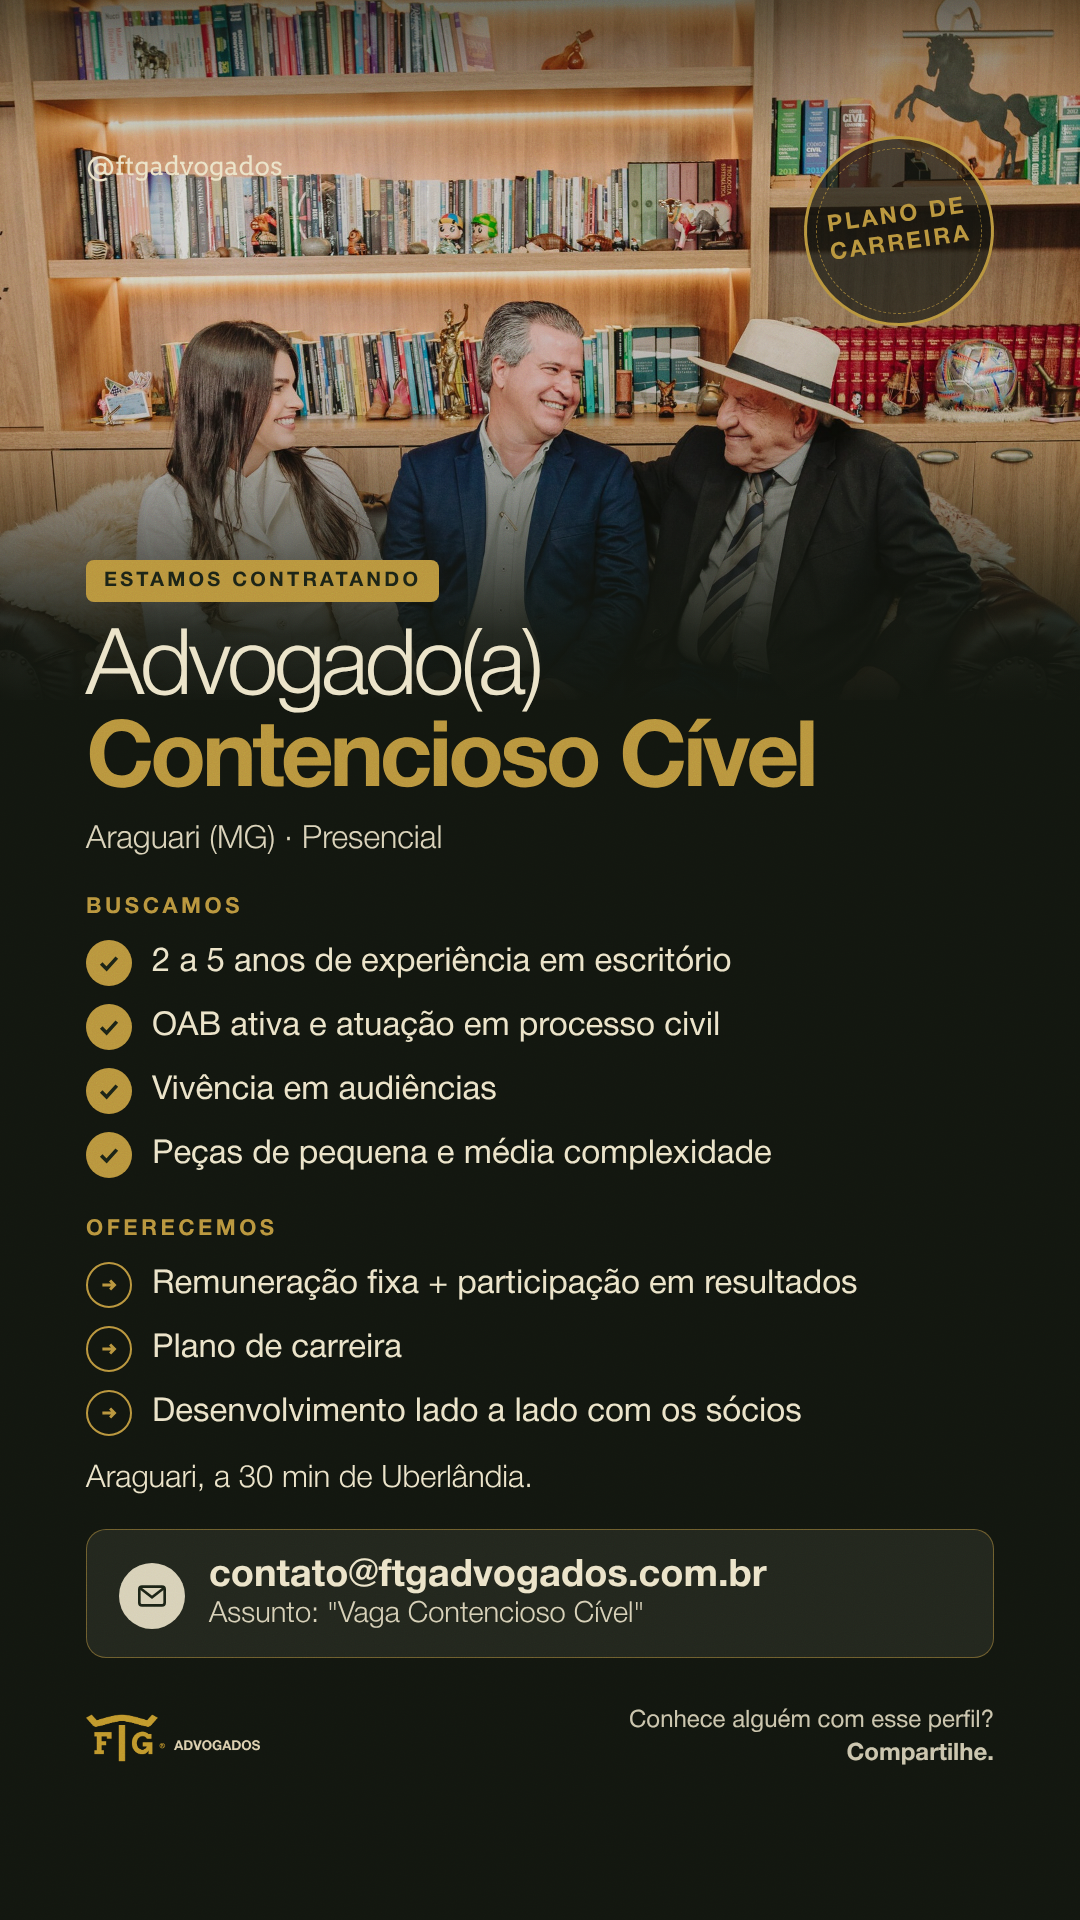 @ftgadvogados_
PLANO DE
CARREIRA
ESTAMOS CONTRATANDO
Advogado(a)
Contencioso Cível
Araguari (MG) · Presencial
BUSCAMOS
2 a 5 anos de experiência em escritório
OAB ativa e atuação em processo civil
Vivência em audiências
Peças de pequena e média complexidade
OFERECEMOS
Remuneração fixa + participação em resultados
Plano de carreira
Desenvolvimento lado a lado com os sócios
Araguari, a 30 min de Uberlândia.
contato@ftgadvogados.com.br
Assunto: "Vaga Contencioso Cível"
Conhece alguém com esse perfil?
Compartilhe.
FTG® ADVOGADOS